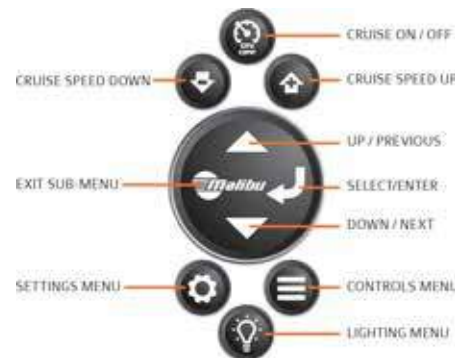 CRUISE ON / OFF
CRUISE SPEED DOWN
CRUISE SPEED UP
UP / PREVIOUS
EXIT SUB-MENU
Malibu
SELECT/ENTER
DOWN / NEXT
SETTINGS MENU
CONTROLS MENU
LIGHTING MENU